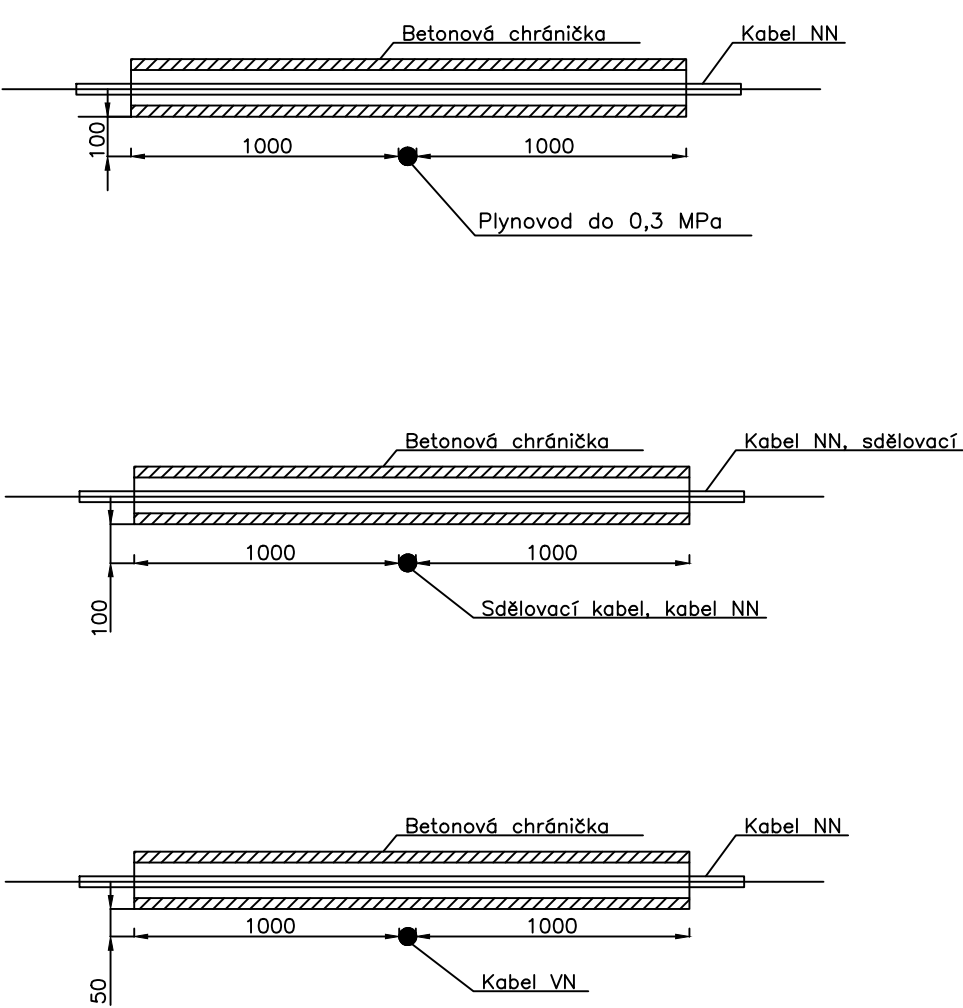 Betonová chránička
Kabel NN
100
1000
1000
Plynovod do 0,3 MPa
Betonová chránička
Kabel NN, sdělovací
100
1000
1000
Sdělovací kabel, kabel NN
Betonová chránička
Kabel NN
50
1000
1000
Kabel VN